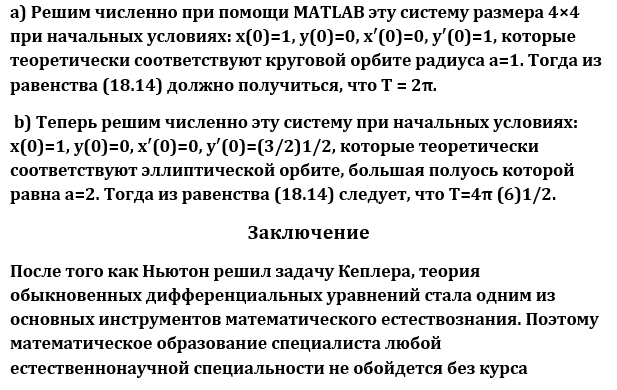 a) Решим численно при помощи MATLAB эту систему размера 4×4
при начальных условиях: x(0)=1, y(0)=0, x′(0)=0, y′(0)=1, которые
теоретически соответствуют круговой орбите радиуса a=1. Тогда из
равенства (18.14) должно получиться, что T = 2π.
b) Теперь решим численно эту систему при начальных условиях:
x(0)=1, y(0)=0, x′(0)=0, y′(0)=(3/2)1/2, которые теоретически
соответствуют эллиптической орбите, большая полуось которой
равна a=2. Тогда из равенства (18.14) следует, что T=4π (6)1/2.
Заключение
После того как Ньютон решил задачу Кеплера, теория
обыкновенных дифференциальных уравнений стала одним из
основных инструментов математического естествознания. Поэтому
математическое образование специалиста любой
естественнонаучной специальности не обойдется без курса